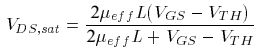 V_{DS,sat} = \frac{2\mu_{eff}L(V_{GS} - V_{TH})}{2\mu_{eff}L + V_{GS} - V_{TH}}